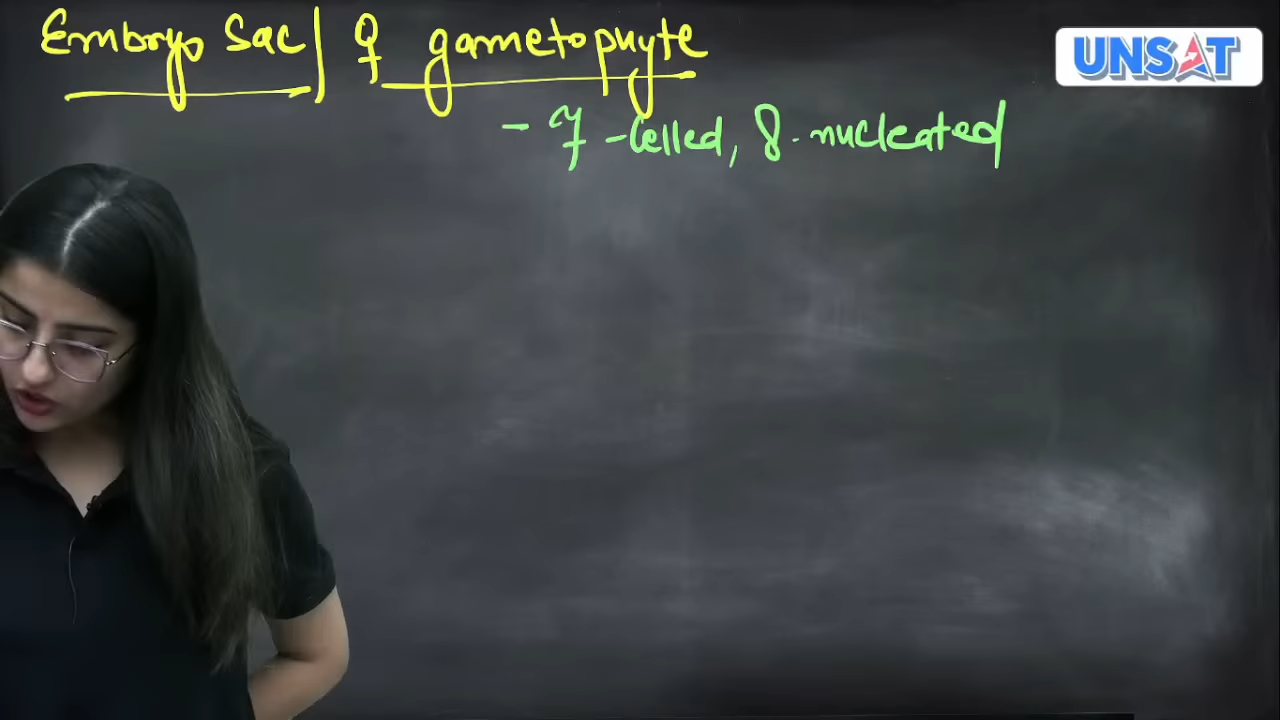 Embryo Sac | ♀ gametophyte
UNSAT
- 7-Celled, 8-nucleated